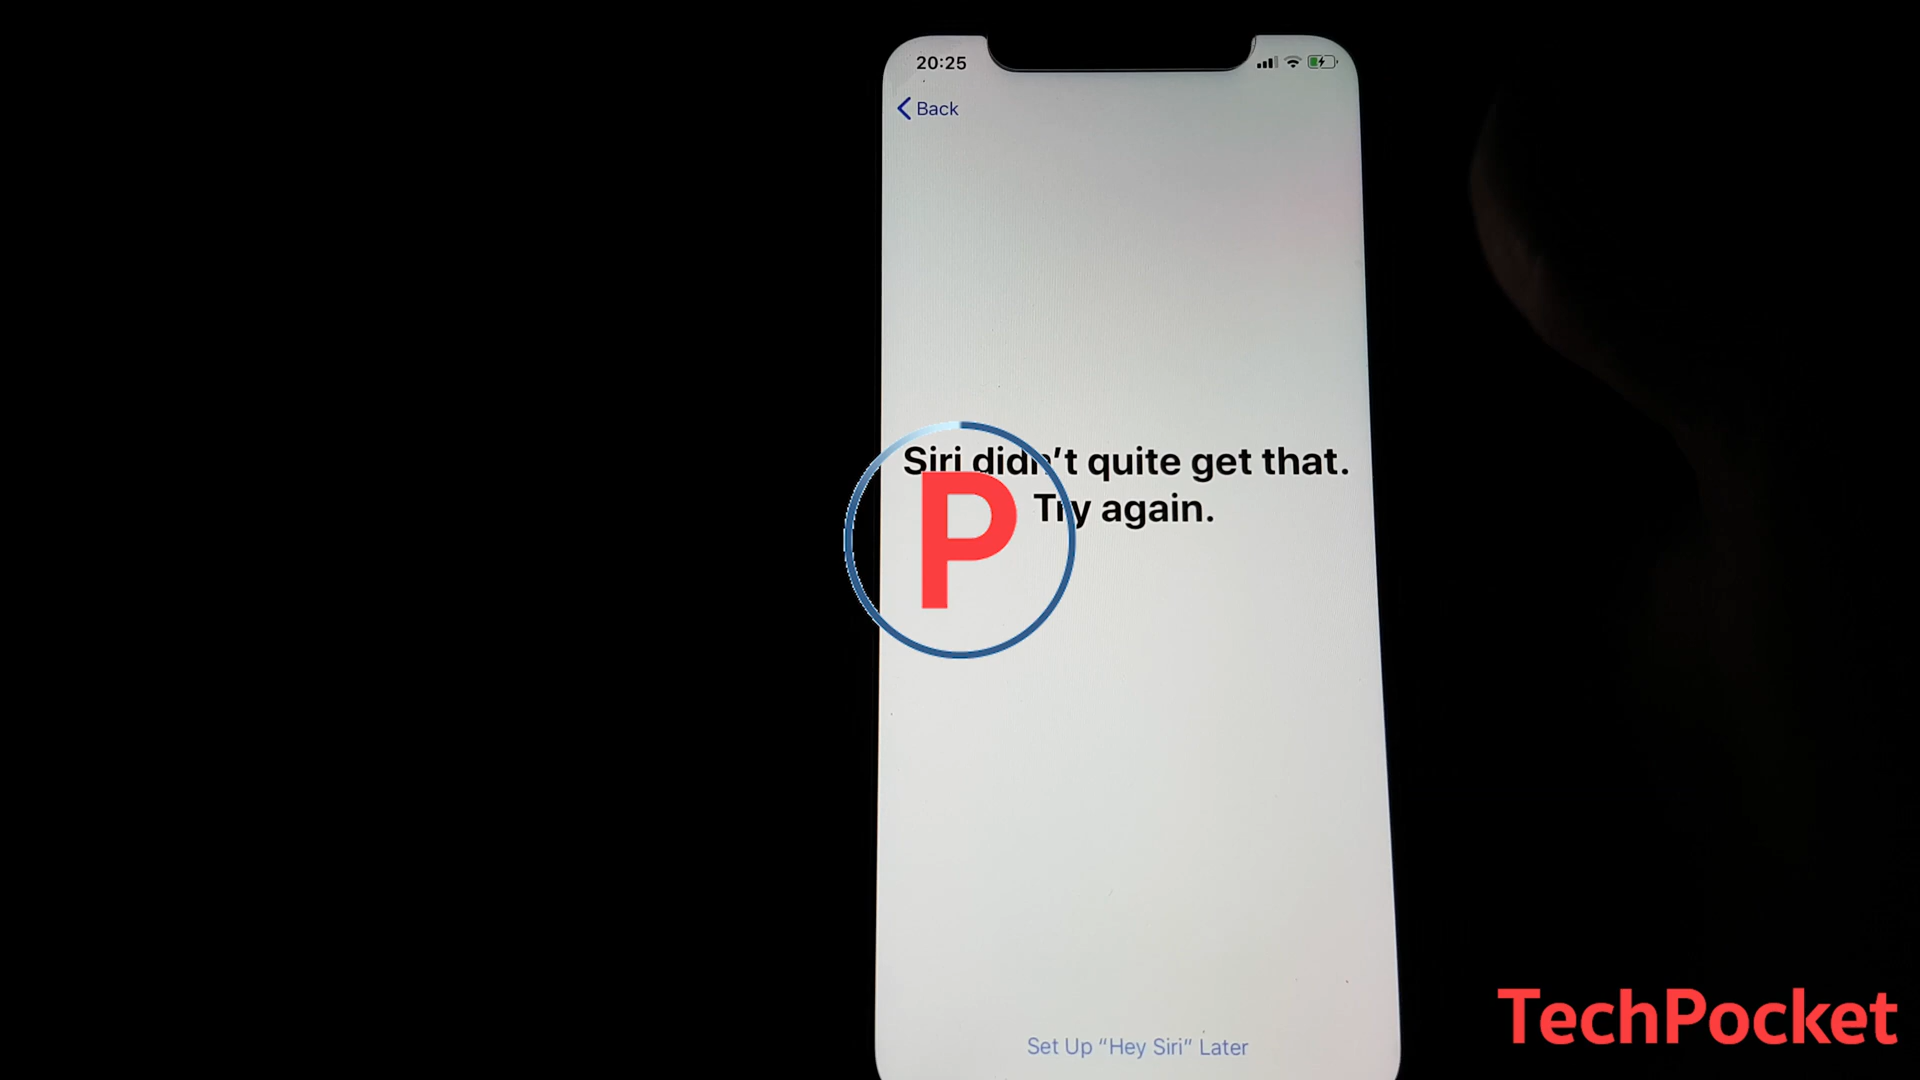 20:25
Back
Siri didn't quite get that.
Try again.
P
Set Up “Hey Siri” Later
TechPocket